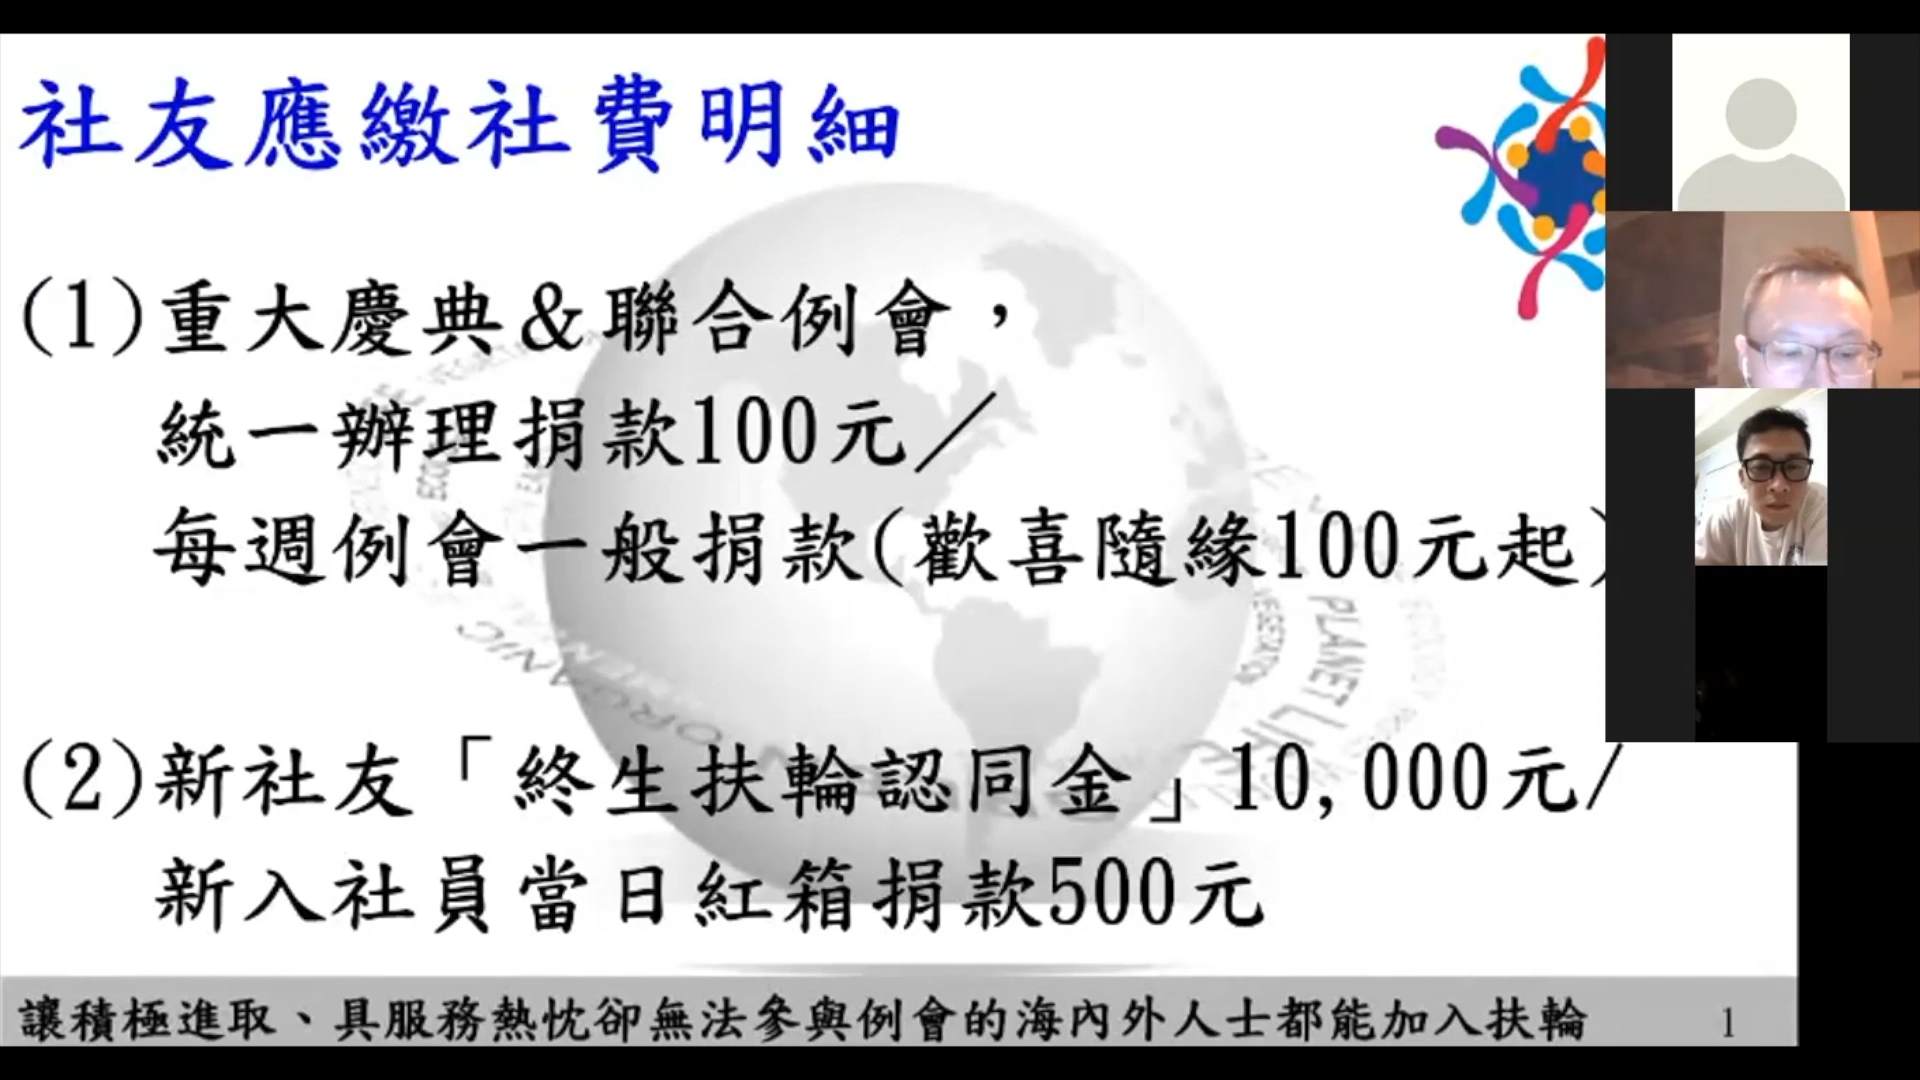 社友應繳社費明細
(1)重大慶典&聯合例會，
統一辦理捐款100元／
每週例會一般捐款(歡喜隨緣100元起)
(2)新社友「終生扶輪認同金」10,000元/
新入社員當日紅箱捐款500元
讓積極進取、具服務熱忱卻無法參與例會的海內外人士都能加入扶輪
1
PLANET LIFE